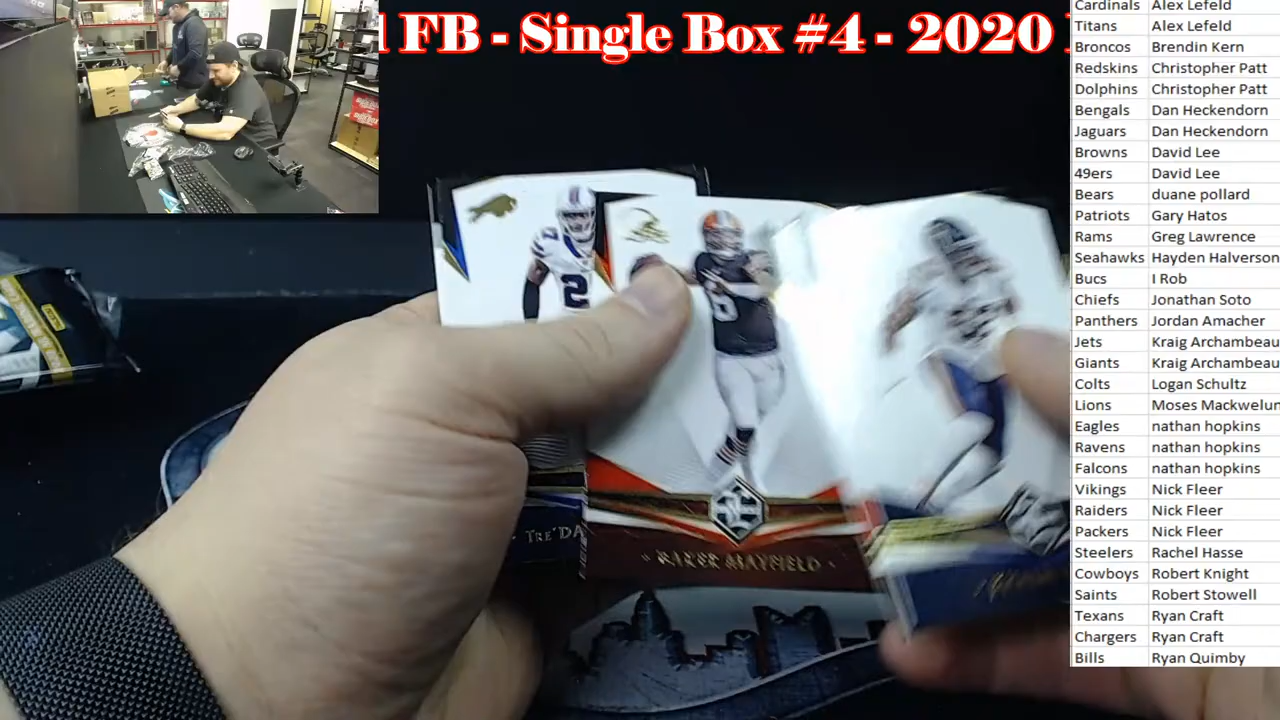 FB - Single Box #4 - 2020
Cardinals Alex Lefeld
Titans Alex Lefeld
Broncos Brendin Kern
Redskins Christopher Patt
Dolphins Christopher Patt
Bengals Dan Heckendorn
Jaguars Dan Heckendorn
Browns David Lee
49ers David Lee
Bears duane pollard
Patriots Gary Hatos
Rams Greg Lawrence
Seahawks Hayden Halverson
Bucs I Rob
Chiefs Jonathan Soto
Panthers Jordan Amacher
Jets Kraig Archambeau
Giants Kraig Archambeau
Colts Logan Schultz
Lions Moses Mackwelun
Eagles nathan hopkins
Ravens nathan hopkins
Falcons nathan hopkins
Vikings Nick Fleer
Raiders Nick Fleer
Packers Nick Fleer
Steelers Rachel Hasse
Cowboys Robert Knight
Saints Robert Stowell
Texans Ryan Craft
Chargers Ryan Craft
Bills Ryan Quimby
2
6
TRE'DA
BAKER MAYFIELD